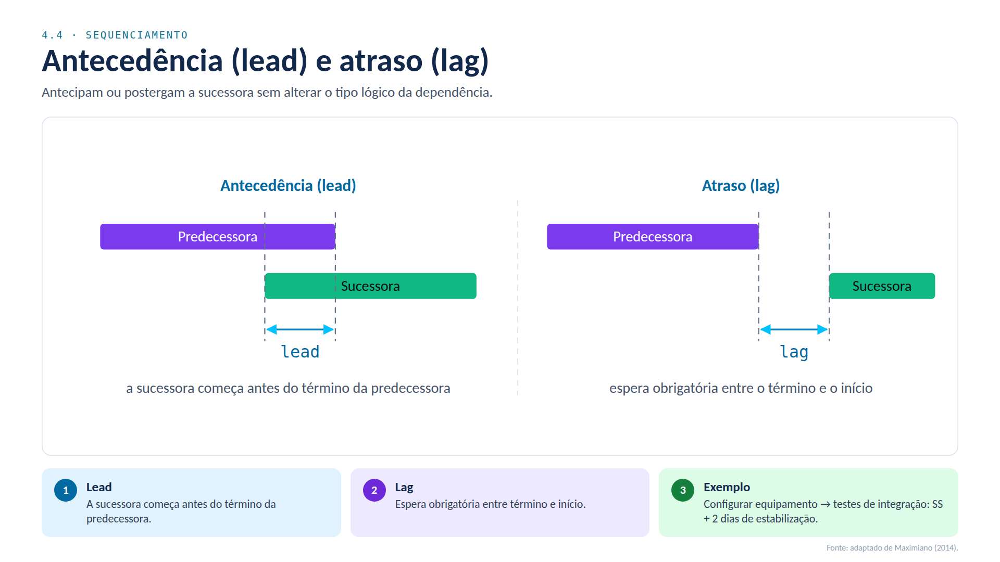 4.4 · SEQUENCIAMENTO
Antecedência (lead) e atraso (lag)
Antecipam ou postergam a sucessora sem alterar o tipo lógico da dependência.
Antecedência (lead)
Predecessora
Sucessora
lead
a sucessora começa antes do término da predecessora
Atraso (lag)
Predecessora
Sucessora
lag
espera obrigatória entre o término e o início
1
Lead
A sucessora começa antes do término da
predecessora.
2
Lag
Espera obrigatória entre término e início.
3
Exemplo
Configurar equipamento → testes de integração: SS
+ 2 dias de estabilização.
Fonte: adaptado de Maximiano (2014).